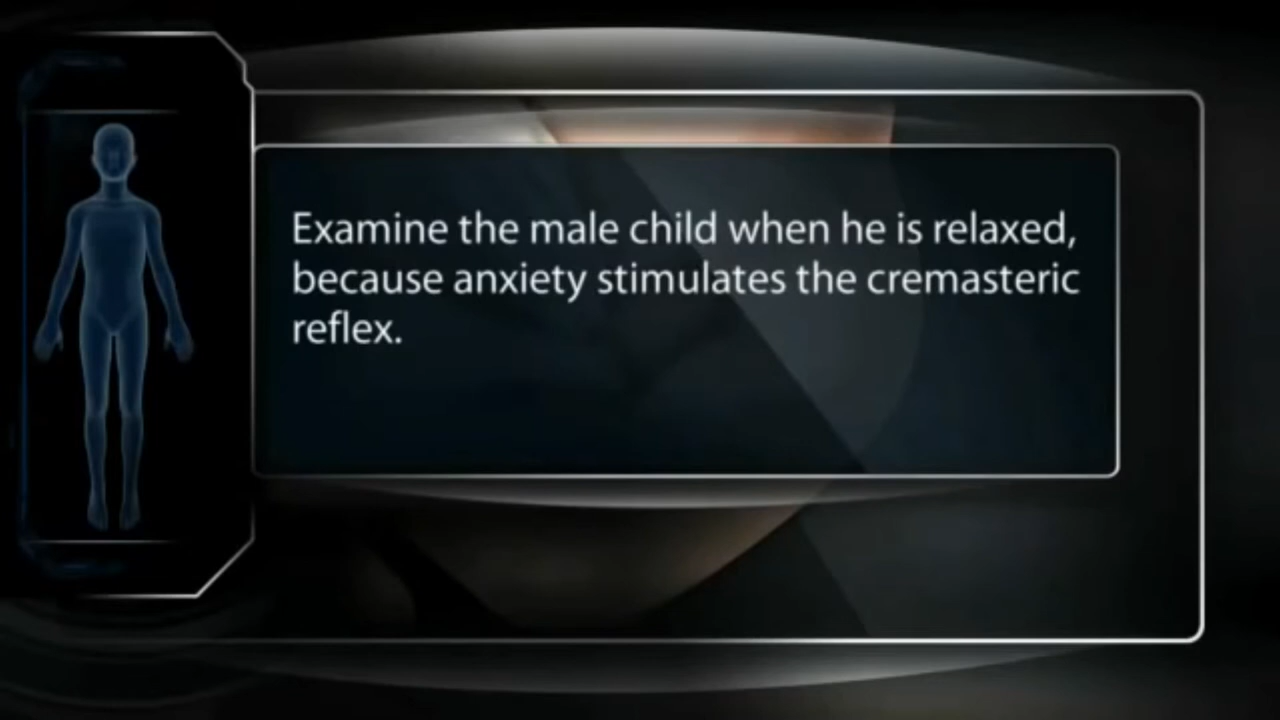 Examine the male child when he is relaxed,
because anxiety stimulates the cremasteric
reflex.